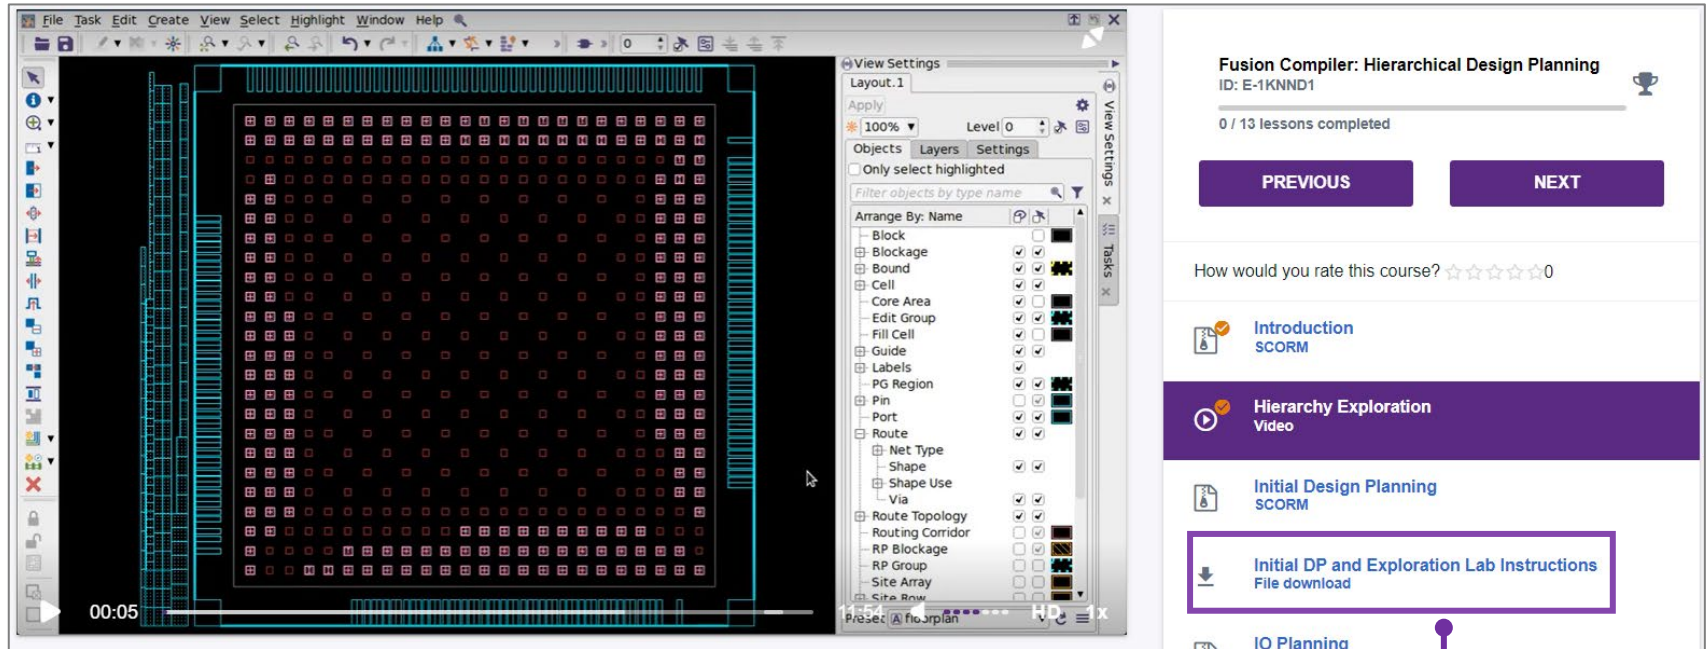 File Task Edit Create View Select Highlight Window Help
0
View Settings
Layout.1
Apply
100% Level 0
Objects Layers Settings
Only select highlighted
Filter objects by type name
Arrange By: Name
Block
Blockage
Bound
Cell
Core Area
Edit Group
Fill Cell
Guide
Labels
PG Region
Pin
Port
Route
Net Type
Shape
Shape Use
Via
Route Topology
Routing Corridor
RP Blockage
RP Group
Site Array
Site Row
Preset A floorplan
View Settings
Tasks
00:05
11:54
HD 1x
Fusion Compiler: Hierarchical Design Planning
ID: E-1KNND1
0 / 13 lessons completed
PREVIOUS NEXT
How would you rate this course? 0
Introduction
SCORM
Hierarchy Exploration
Video
Initial Design Planning
SCORM
Initial DP and Exploration Lab Instructions
File download
IO Planning